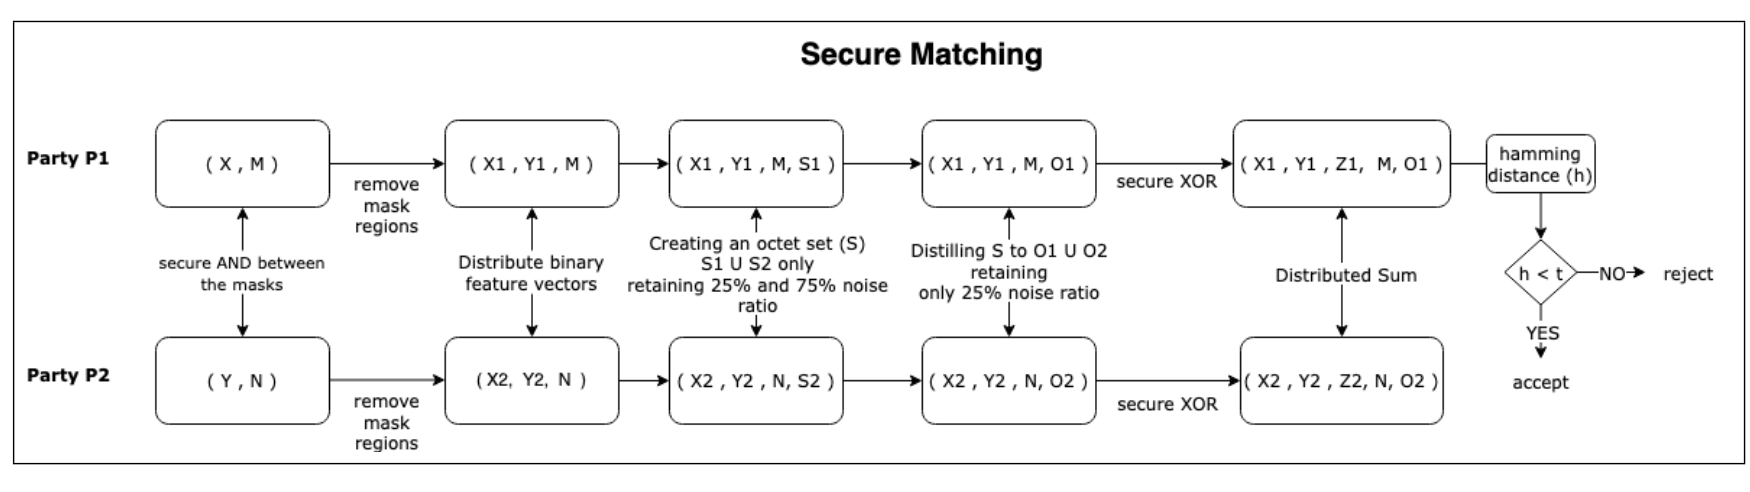 Secure Matching
Party P1
( X , M )
remove
mask
regions
( X1 , Y1 , M )
( X1 , Y1 , M, S1 )
( X1 , Y1 , M, O1 )
secure XOR
( X1 , Y1 , Z1,  M, O1 )
hamming
distance (h)
secure AND between
the masks
Distribute binary
feature vectors
Creating an octet set (S)
S1 U S2 only
retaining 25% and 75% noise
ratio
Distilling S to O1 U O2
retaining
only 25% noise ratio
Distributed Sum
h < t
NO
reject
YES
accept
Party P2
( Y , N )
remove
mask
regions
( X2, Y2, N )
( X2 , Y2 , N, S2 )
( X2 , Y2 , N, O2 )
secure XOR
( X2 , Y2 , Z2, N, O2 )